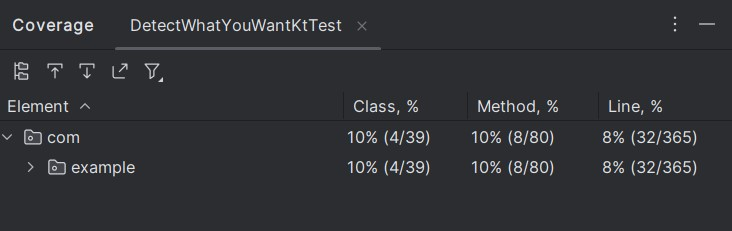 Coverage DetectWhatYouWantKtTest
Element Class, % Method, % Line, %
com 10% (4/39) 10% (8/80) 8% (32/365)
example 10% (4/39) 10% (8/80) 8% (32/365)